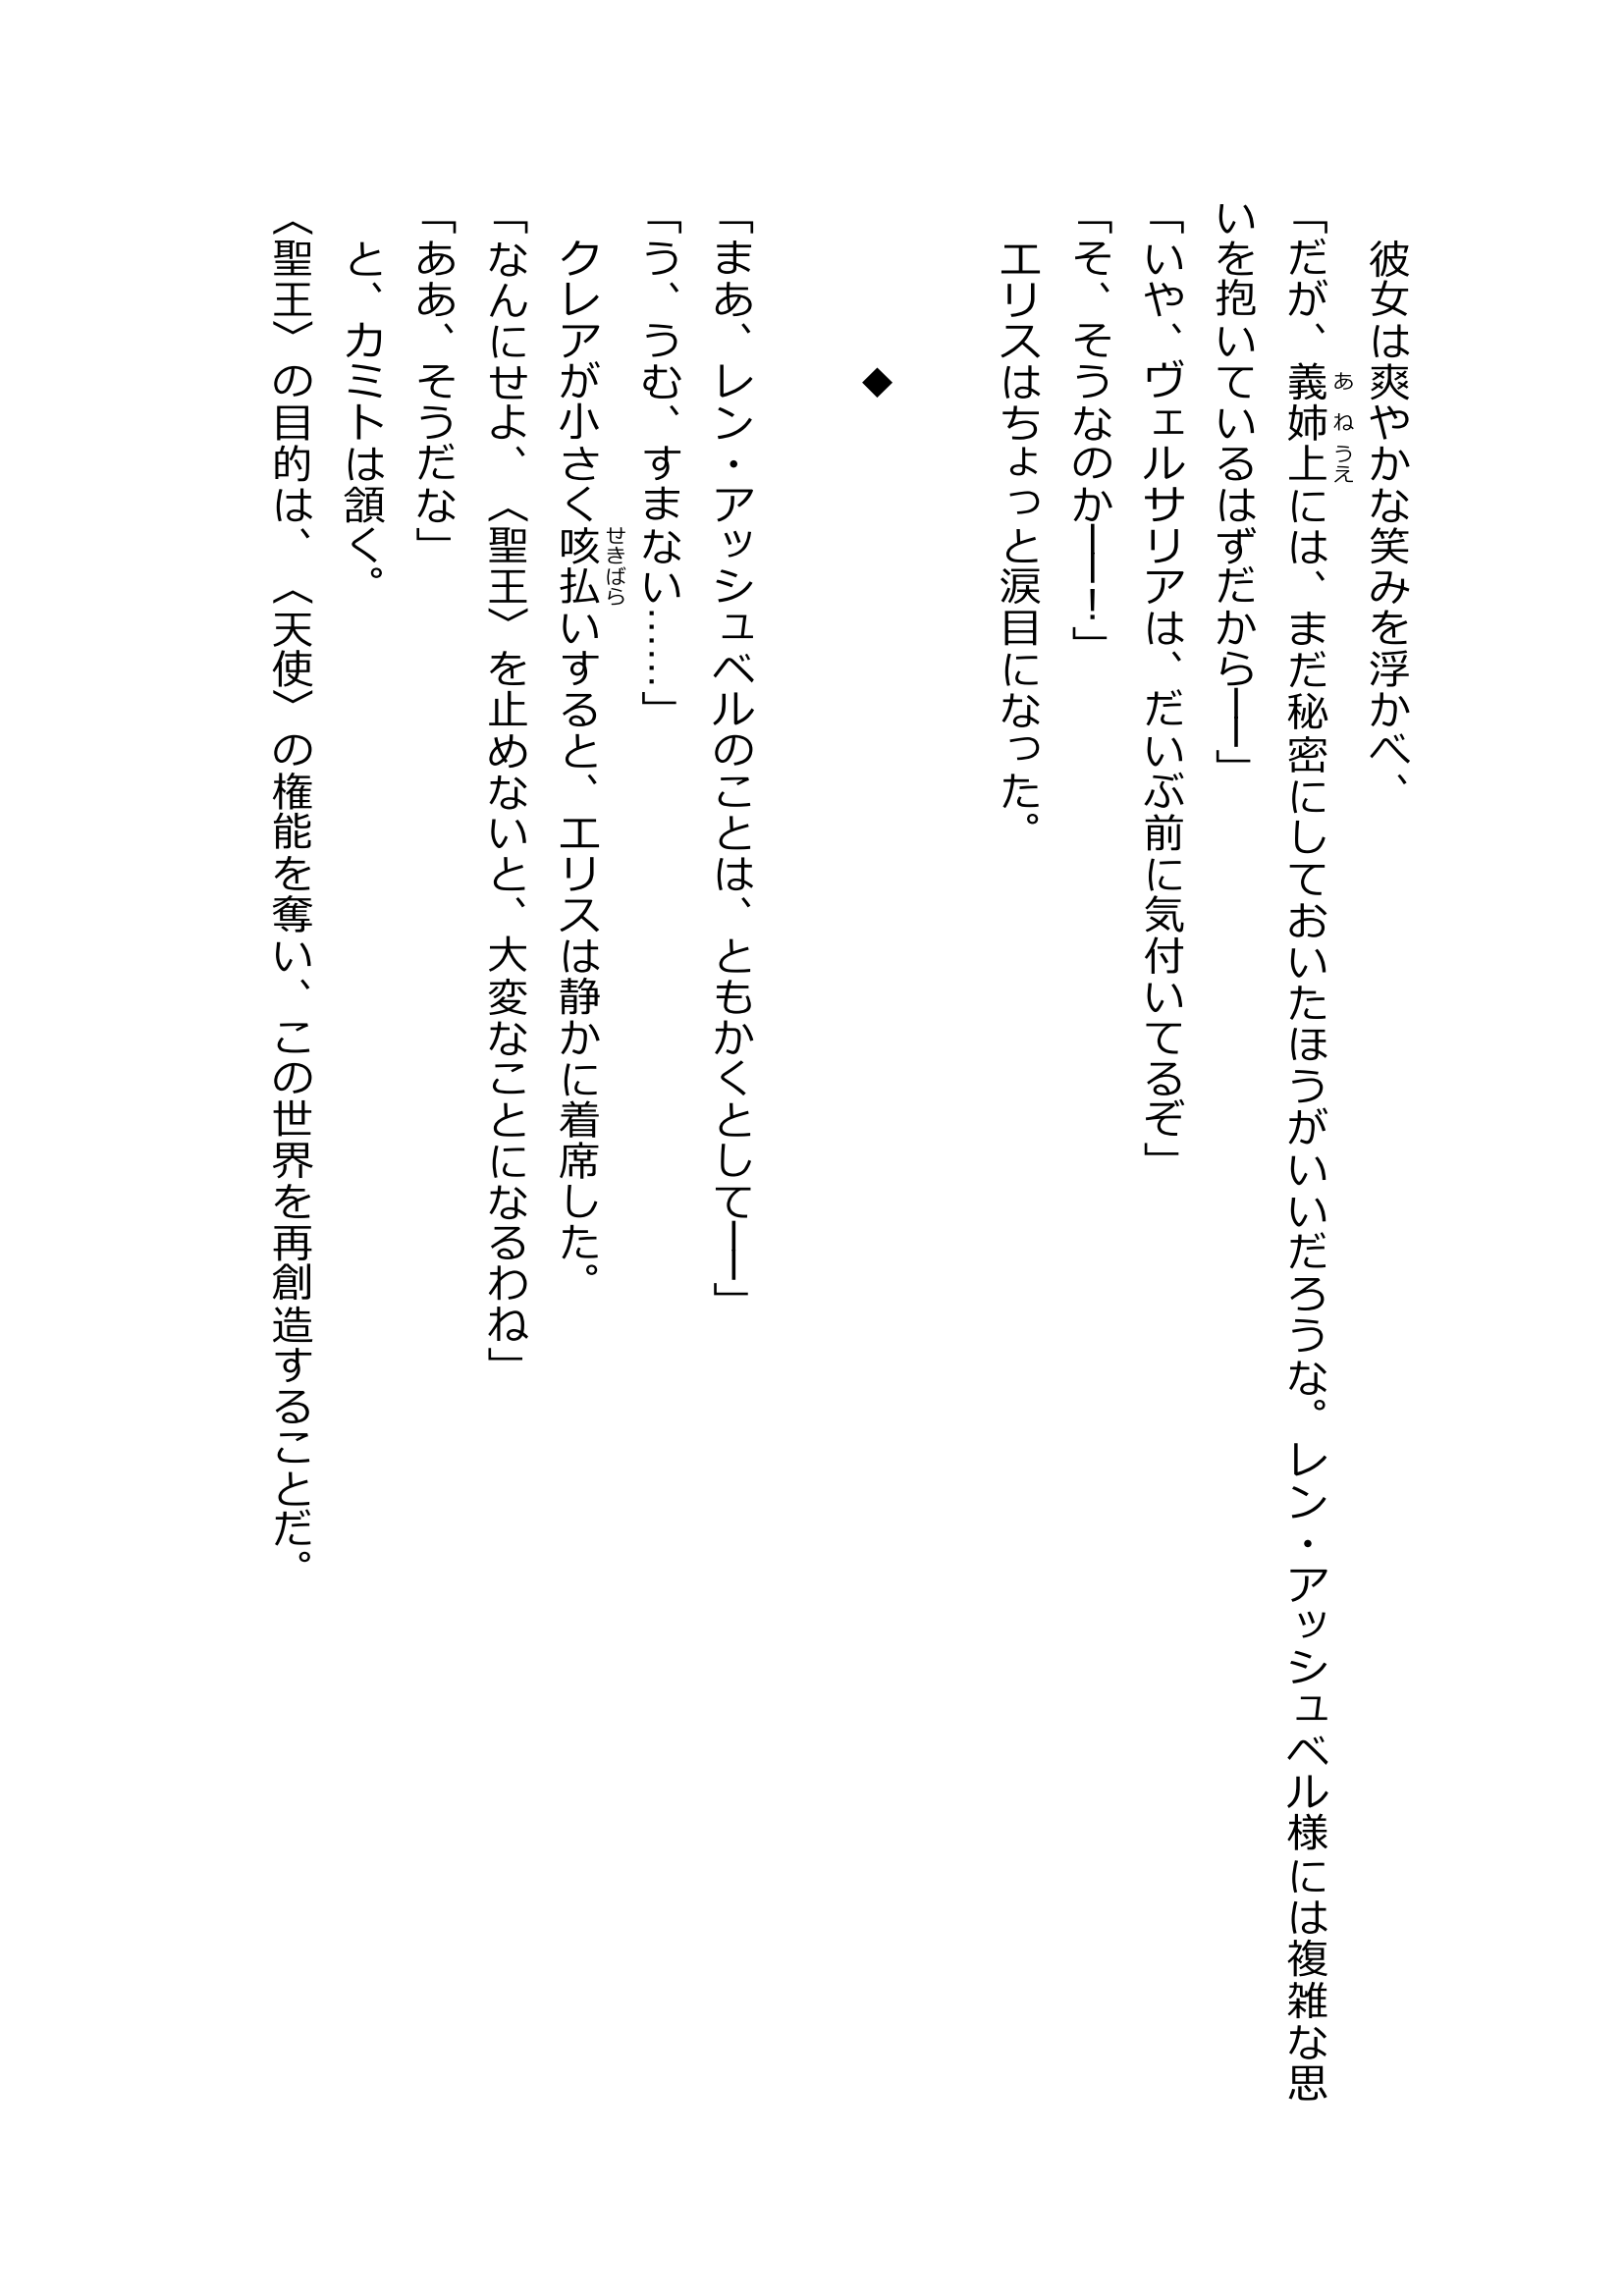 彼女は爽やかな笑みを浮かべ、
「だが、義姉上には、まだ秘密にしておいたほうがいいだろうな。レン・アッシュベル様には複雑な思
いを抱いているはずだから――」
「いや、ヴェルサリアは、だいぶ前に気付いてるぞ」
「そ、そうなのか――！」
　エリスはちょっと涙目になった。
◆
「まあ、レン・アッシュベルのことは、ともかくとして――」
「う、うむ、すまない……」
　クレアが小さく咳払いすると、エリスは静かに着席した。
「なんにせよ、〈聖王〉を止めないと、大変なことになるわね」
「ああ、そうだな」
　と、カミトは頷く。
〈聖王〉の目的は、〈天使〉の権能を奪い、この世界を再創造することだ。